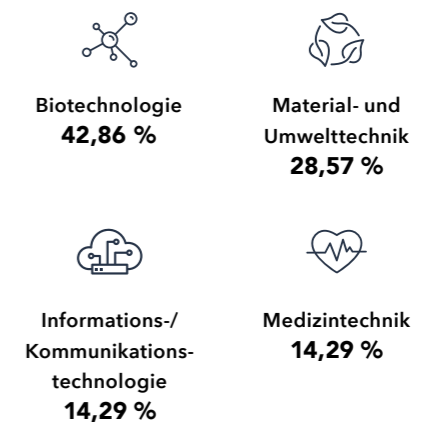 Biotechnologie
42,86 %
Material- und
Umwelttechnik
28,57 %
Informations-/
Kommunikations-
technologie
14,29 %
Medizintechnik
14,29 %